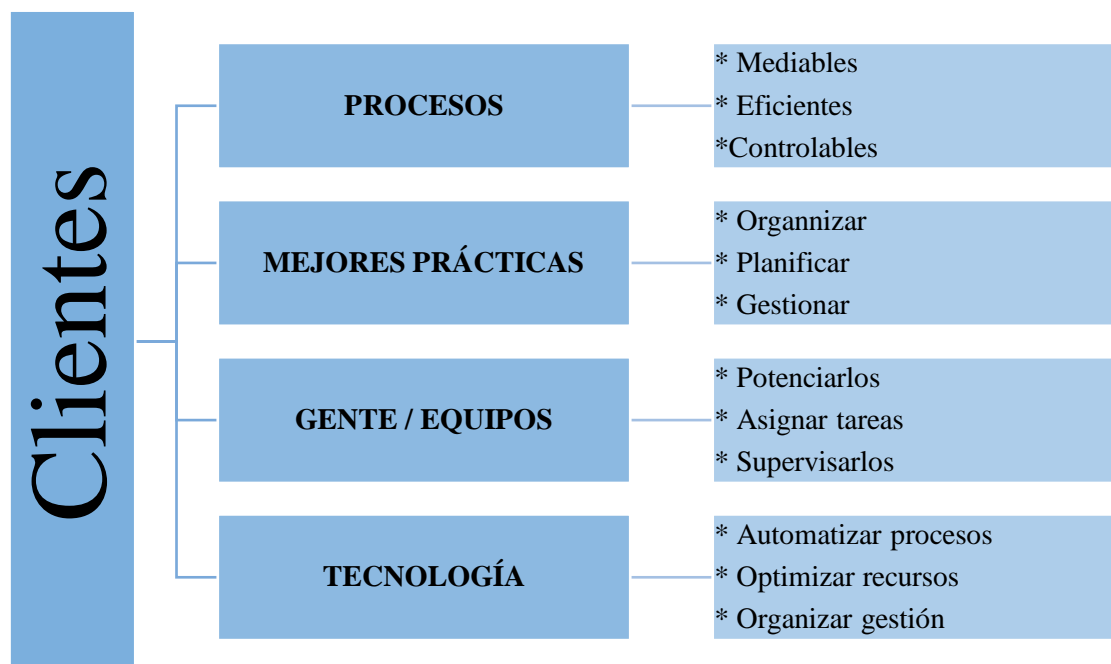 Clientes
PROCESOS
* Mediables
* Eficientes
*Controlables
MEJORES PRÁCTICAS
* Organnizar
* Planificar
* Gestionar
GENTE / EQUIPOS
* Potenciarlos
* Asignar tareas
* Supervisarlos
TECNOLOGÍA
* Automatizar procesos
* Optimizar recursos
* Organizar gestión